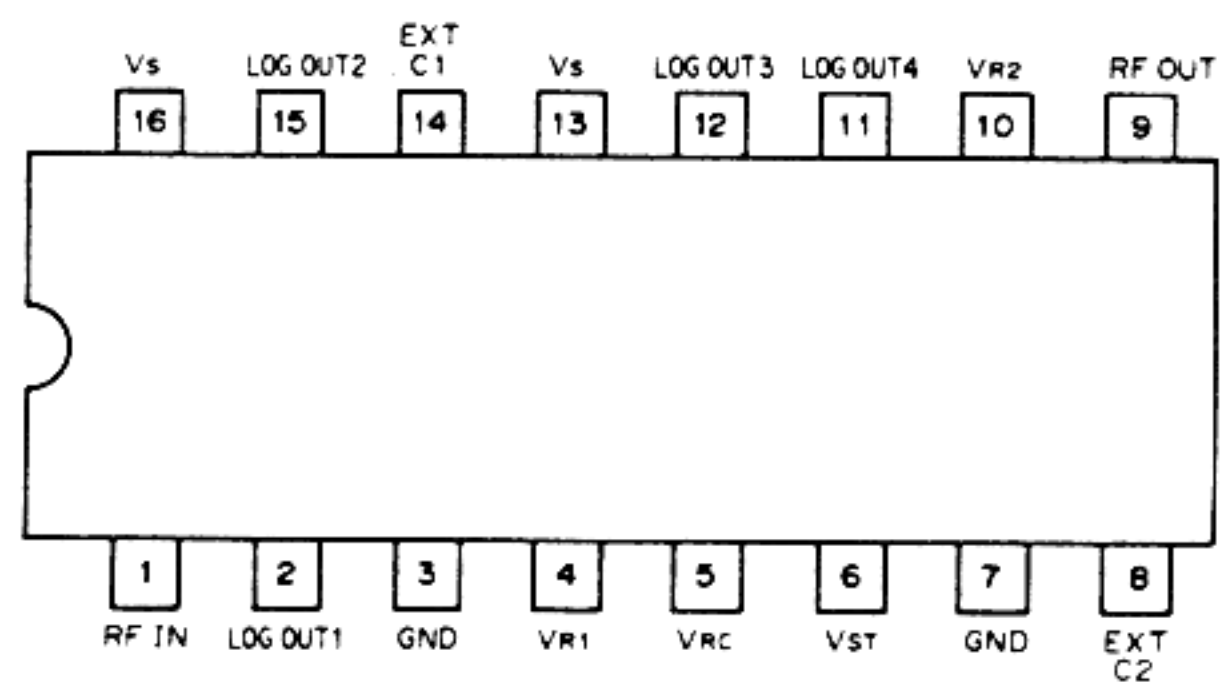 EXT
Vs LOG OUT2 C1 Vs LOG OUT3 LOG OUT4 VR2 RF OUT
16 15 14 13 12 11 10 9
1 2 3 4 5 6 7 8
RF IN LOG OUT1 GND VR1 VRC VST GND EXT
C2